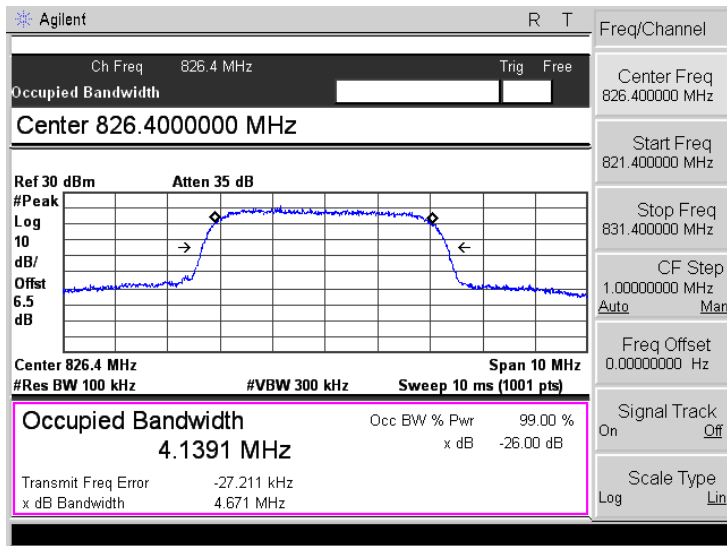 Agilent R T
Ch Freq 826.4 MHz Trig Free
Occupied Bandwidth
Center 826.4000000 MHz
Ref 30 dBm Atten 35 dB
#Peak
Log
10
dB/
Offst
6.5
dB
Center 826.4 MHz Span 10 MHz
#Res BW 100 kHz #VBW 300 kHz Sweep 10 ms (1001 pts)
Occupied Bandwidth Occ BW % Pwr 99.00 %
4.1391 MHz x dB -26.00 dB
Transmit Freq Error -27.211 kHz
x dB Bandwidth 4.671 MHz
Freq/Channel
Center Freq
826.400000 MHz
Start Freq
821.400000 MHz
Stop Freq
831.400000 MHz
CF Step
1.00000000 MHz
Auto Man
Freq Offset
0.00000000 Hz
Signal Track
On Off
Scale Type
Log Lin